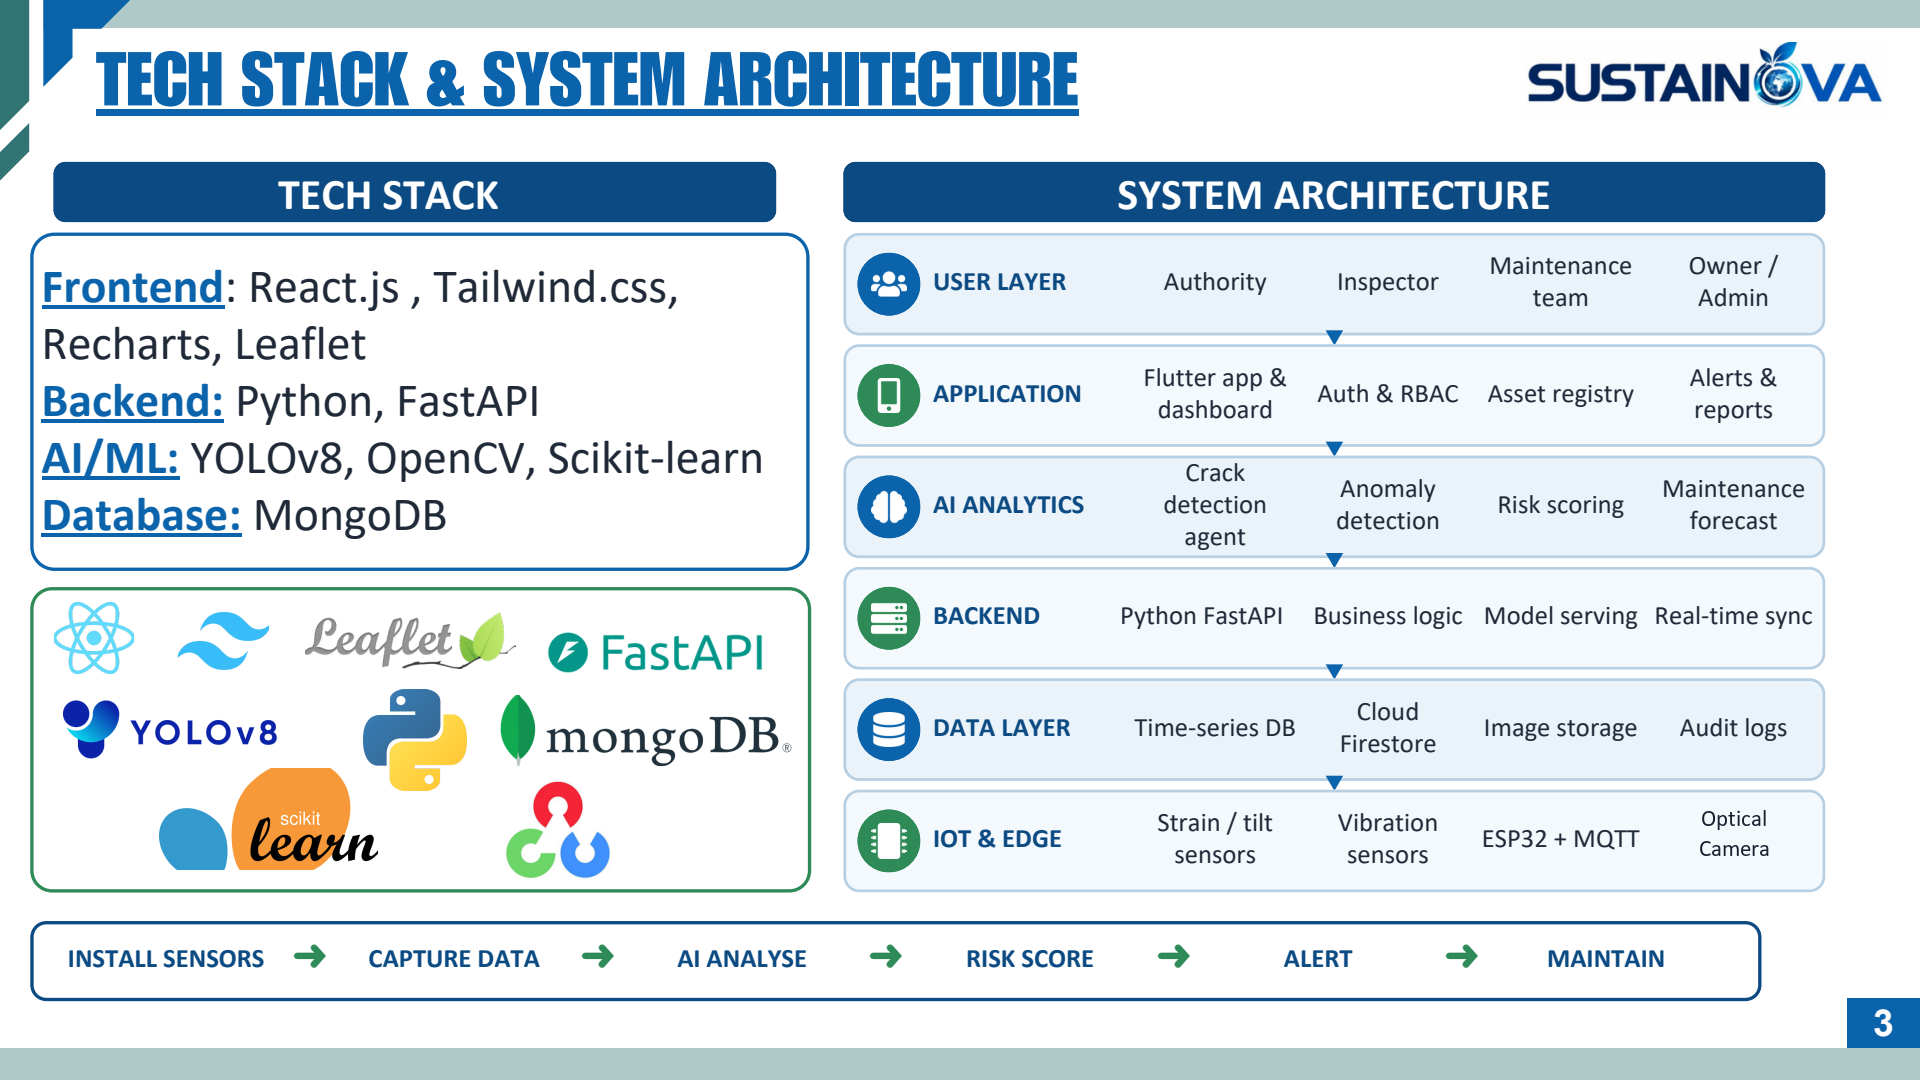 TECH STACK & SYSTEM ARCHITECTURE
SUSTAINOVA
TECH STACK
Frontend: React.js , Tailwind.css,
Recharts, Leaflet
Backend: Python, FastAPI
AI/ML: YOLOv8, OpenCV, Scikit-learn
Database: MongoDB
Leaflet
FastAPI
YOLOv8
mongoDB®
scikit
learn
SYSTEM ARCHITECTURE
USER LAYER
Authority
Inspector
Maintenance
team
Owner /
Admin
APPLICATION
Flutter app &
dashboard
Auth & RBAC
Asset registry
Alerts &
reports
AI ANALYTICS
Crack
detection
agent
Anomaly
detection
Risk scoring
Maintenance
forecast
BACKEND
Python FastAPI
Business logic
Model serving
Real-time sync
DATA LAYER
Time-series DB
Cloud
Firestore
Image storage
Audit logs
IOT & EDGE
Strain / tilt
sensors
Vibration
sensors
ESP32 + MQTT
Optical
Camera
INSTALL SENSORS ➜ CAPTURE DATA ➜ AI ANALYSE ➜ RISK SCORE ➜ ALERT ➜ MAINTAIN
3